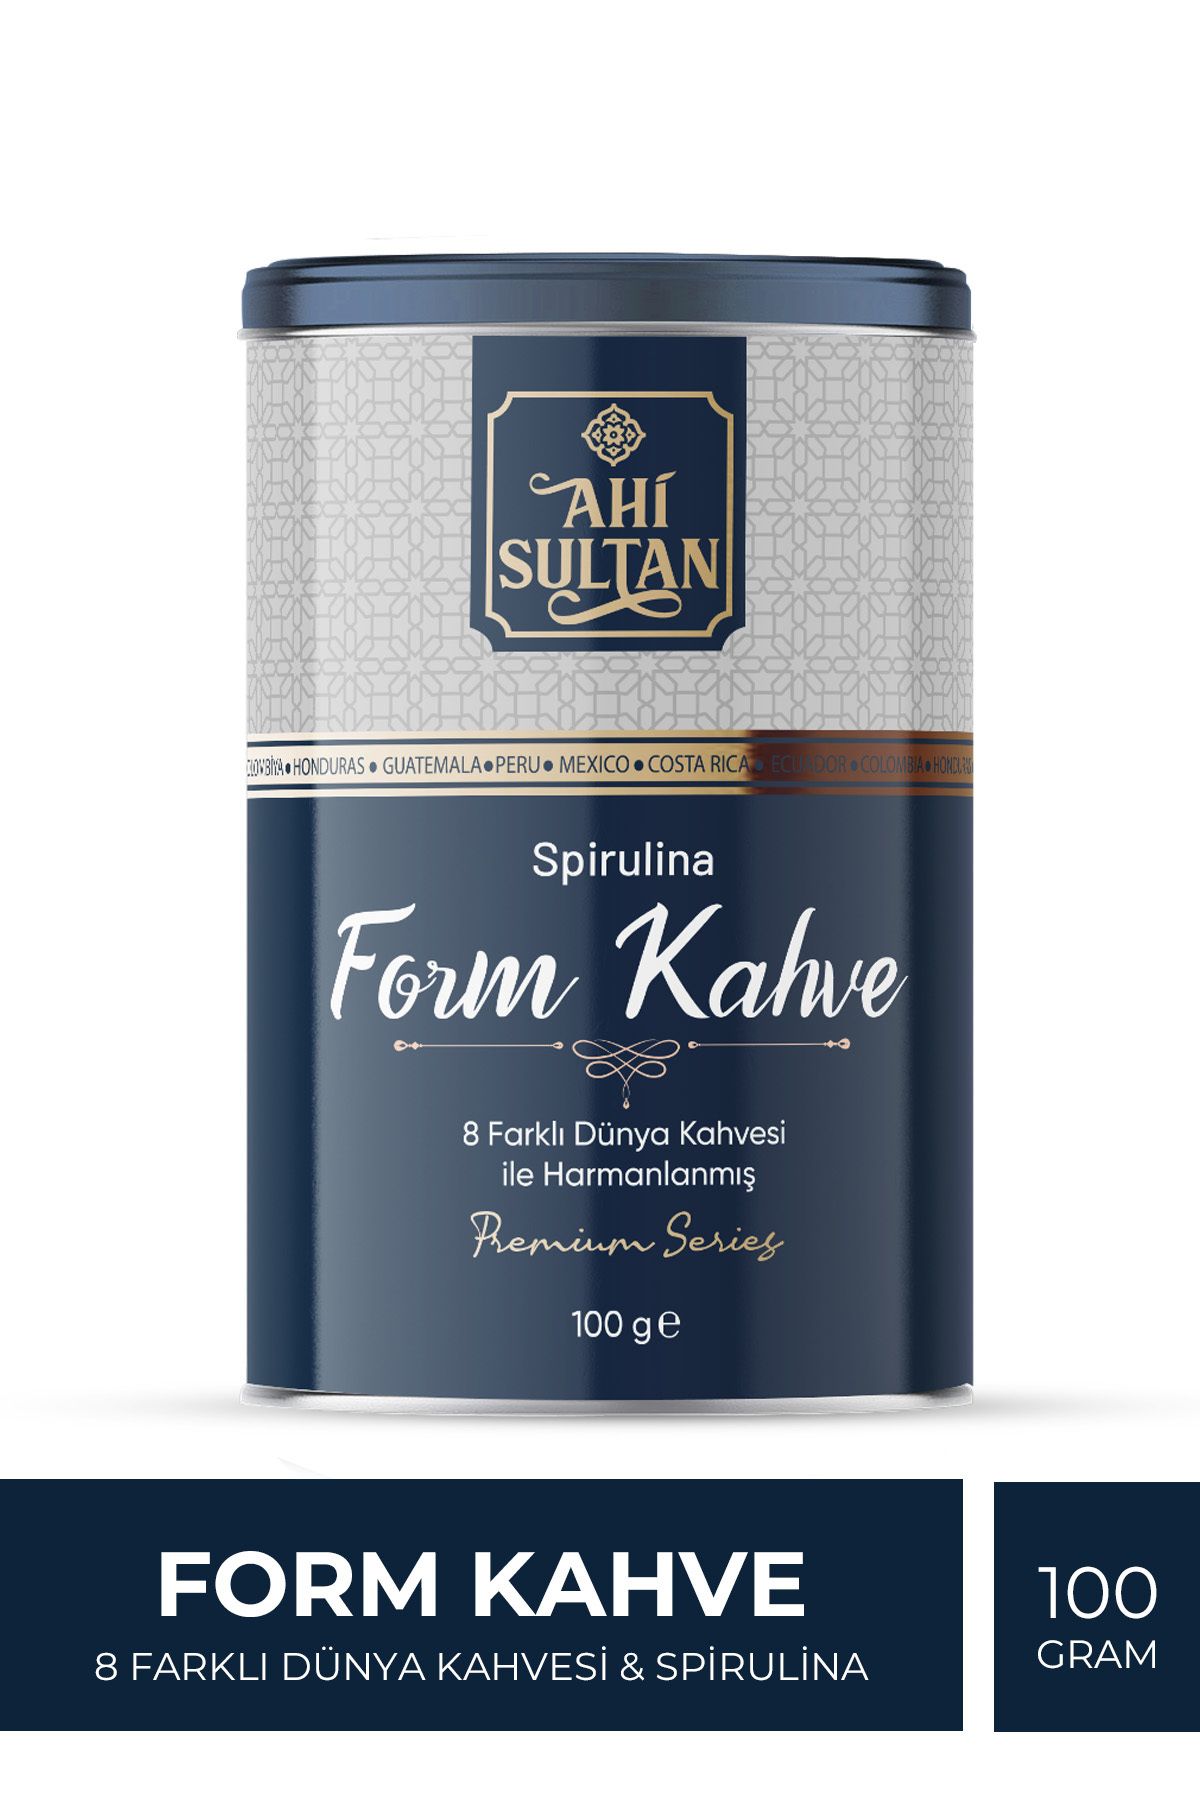 AHİ
SULTAN
HONDURAS • GUATEMALA • PERU • MEXICO • COSTA RICA • ECUADOR • COLOMBIA •
Spirulina
Form Kahve
8 Farklı Dünya Kahvesi
ile Harmanlanmış
Premium Series
100 g ℮
FORM KAHVE
8 FARKLI DÜNYA KAHVESİ & SPİRULİNA
100
GRAM